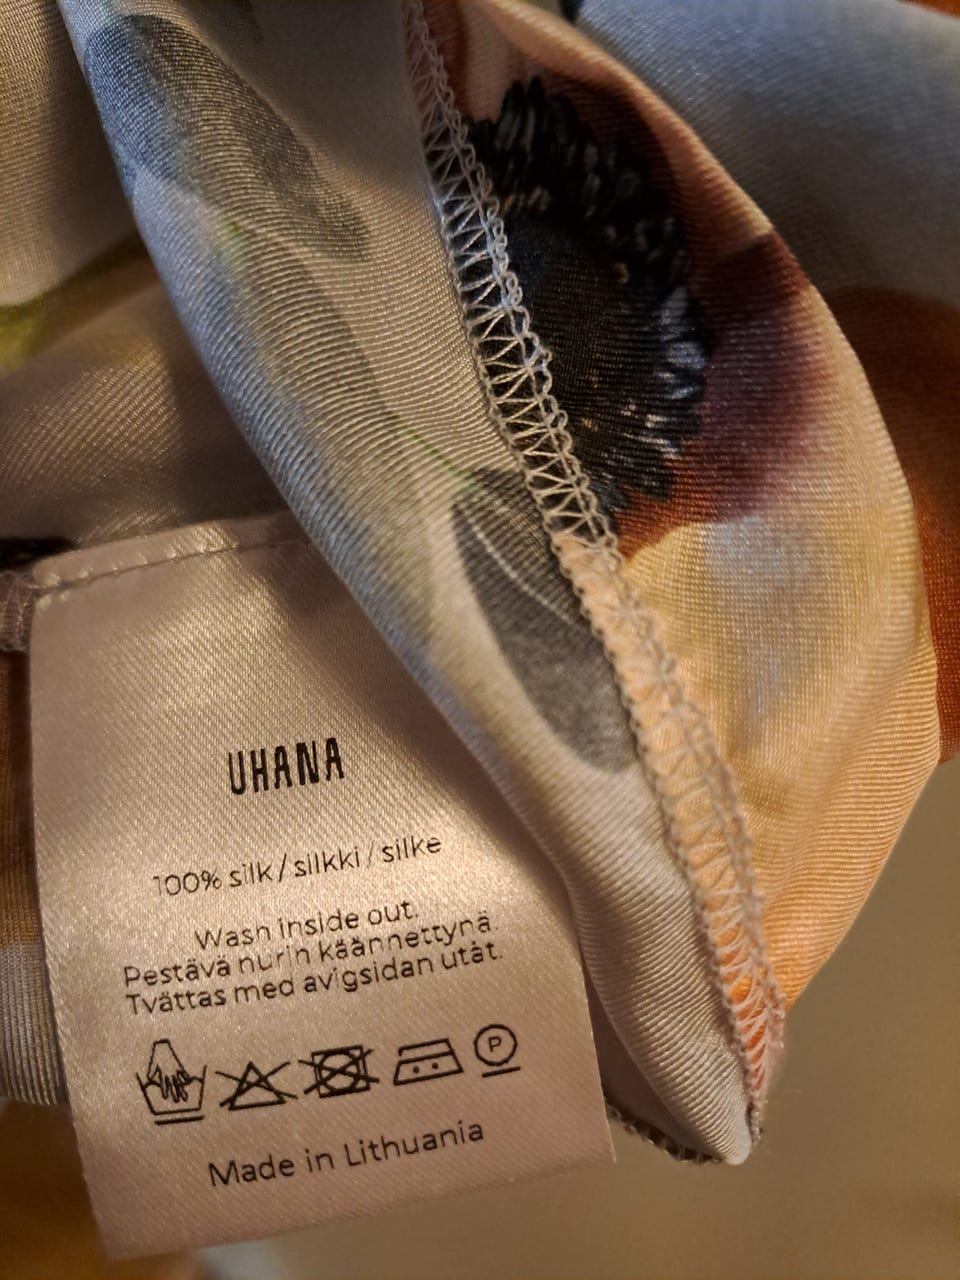 UHANA
100% silk/silkki/silke
Wash inside out.
Pestävä nurin käännettynä.
Tvättas med avigsidan utåt.
P
Made in Lithuania